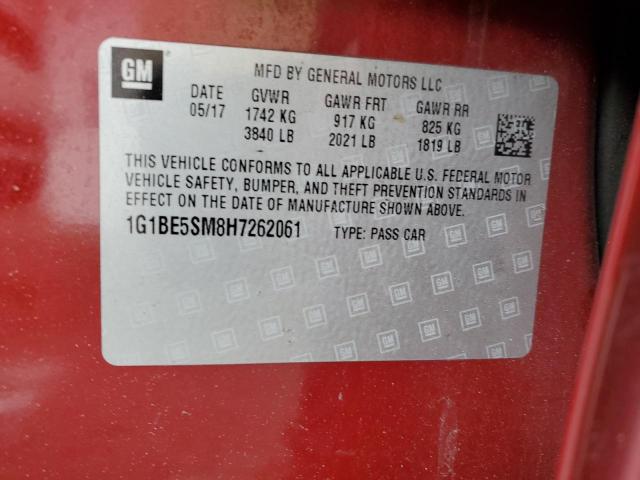 GM
MFD BY GENERAL MOTORS LLC
DATE GVWR GAWR FRT GAWR RR
05/17 1742 KG 917 KG 825 KG
3840 LB 2021 LB 1819 LB
THIS VEHICLE CONFORMS TO ALL APPLICABLE U.S. FEDERAL MOTOR
VEHICLE SAFETY, BUMPER, AND THEFT PREVENTION STANDARDS IN
EFFECT ON THE DATE OF MANUFACTURE SHOWN ABOVE.
1G1BE5SM8H7262061 TYPE: PASS CAR